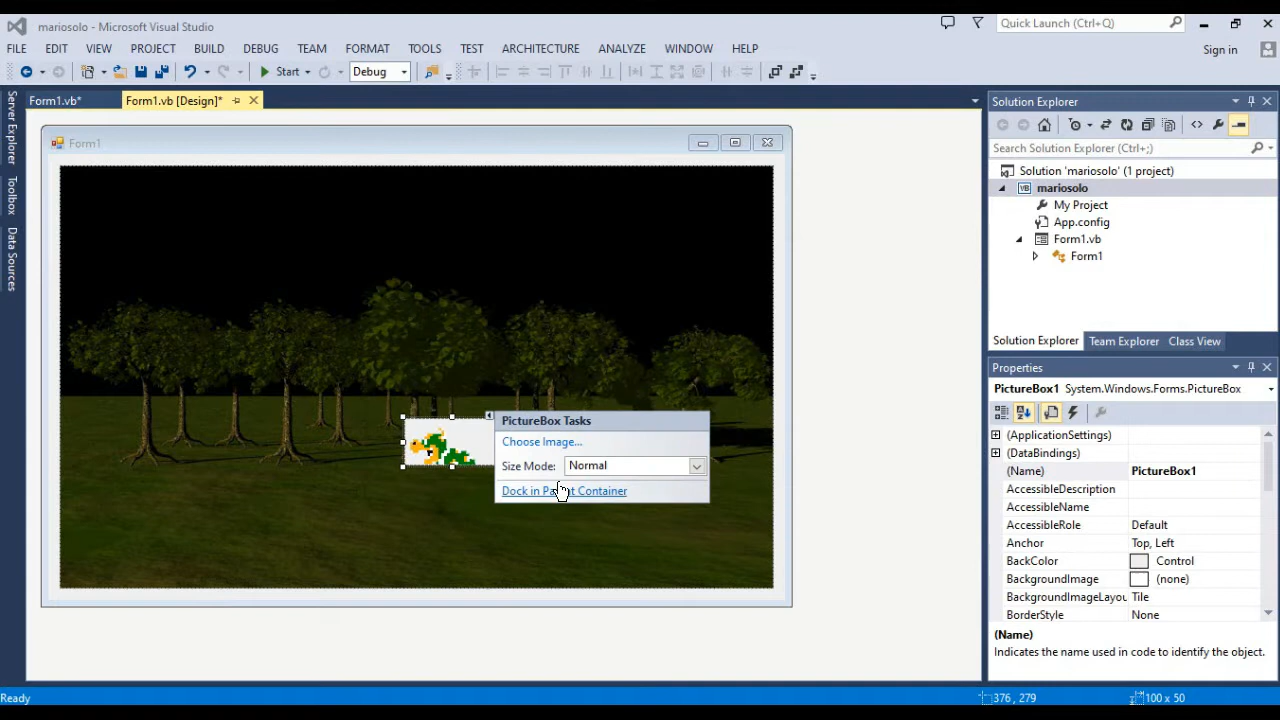 mariosolo - Microsoft Visual Studio
Quick Launch (Ctrl+Q)
FILE EDIT VIEW PROJECT BUILD DEBUG TEAM FORMAT TOOLS TEST ARCHITECTURE ANALYZE WINDOW HELP
Sign in
Start
Debug
Server Explorer
Toolbox
Data Sources
Form1.vb*
Form1.vb [Design]*
Form1
PictureBox Tasks
Choose Image...
Size Mode: Normal
Dock in Parent Container
Solution Explorer
Search Solution Explorer (Ctrl+;)
Solution 'mariosolo' (1 project)
VB mariosolo
My Project
App.config
Form1.vb
Form1
Solution Explorer Team Explorer Class View
Properties
PictureBox1 System.Windows.Forms.PictureBox
(ApplicationSettings)
(DataBindings)
(Name) PictureBox1
AccessibleDescription
AccessibleName
AccessibleRole Default
Anchor Top, Left
BackColor Control
BackgroundImage (none)
BackgroundImageLayou Tile
BorderStyle None
(Name)
Indicates the name used in code to identify the object.
Ready
376 , 279
100 x 50